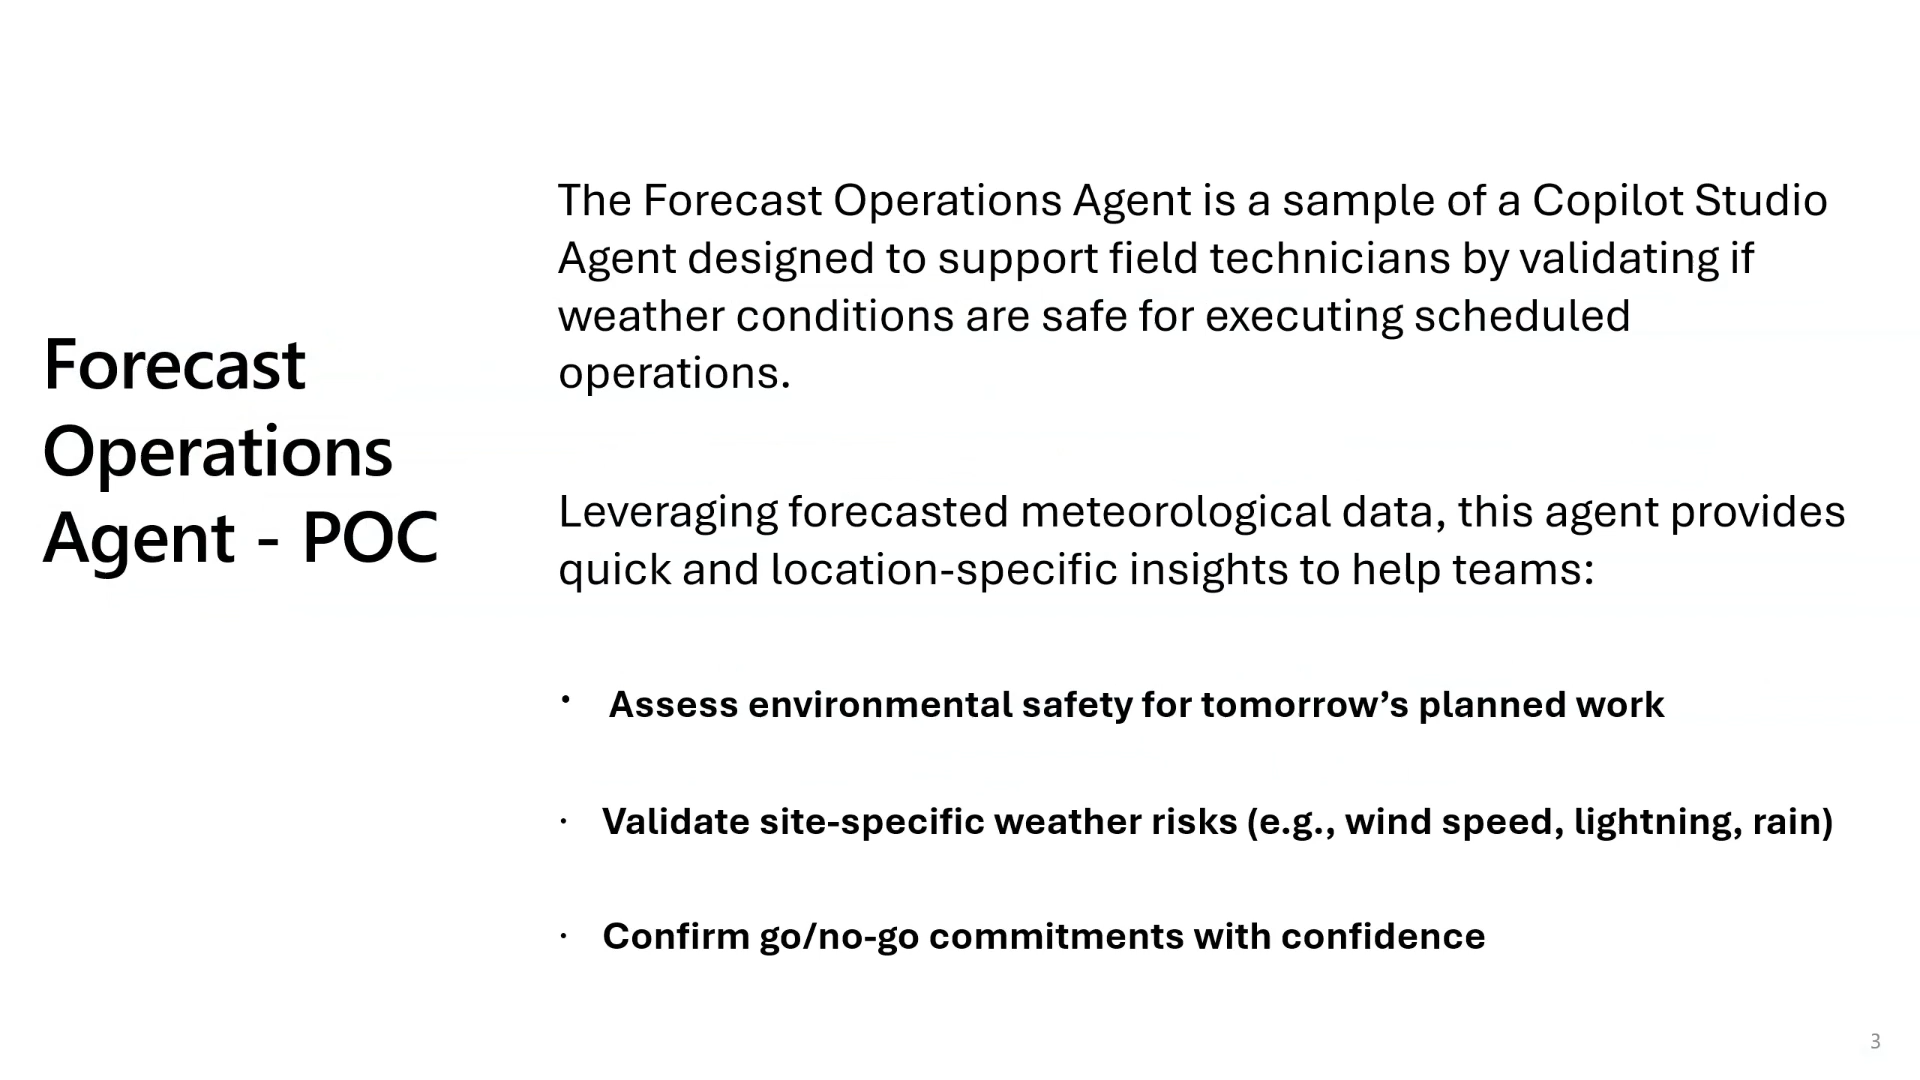 Forecast
Operations
Agent - POC
The Forecast Operations Agent is a sample of a Copilot Studio
Agent designed to support field technicians by validating if
weather conditions are safe for executing scheduled
operations.
Leveraging forecasted meteorological data, this agent provides
quick and location-specific insights to help teams:
• Assess environmental safety for tomorrow’s planned work
· Validate site-specific weather risks (e.g., wind speed, lightning, rain)
· Confirm go/no-go commitments with confidence
3